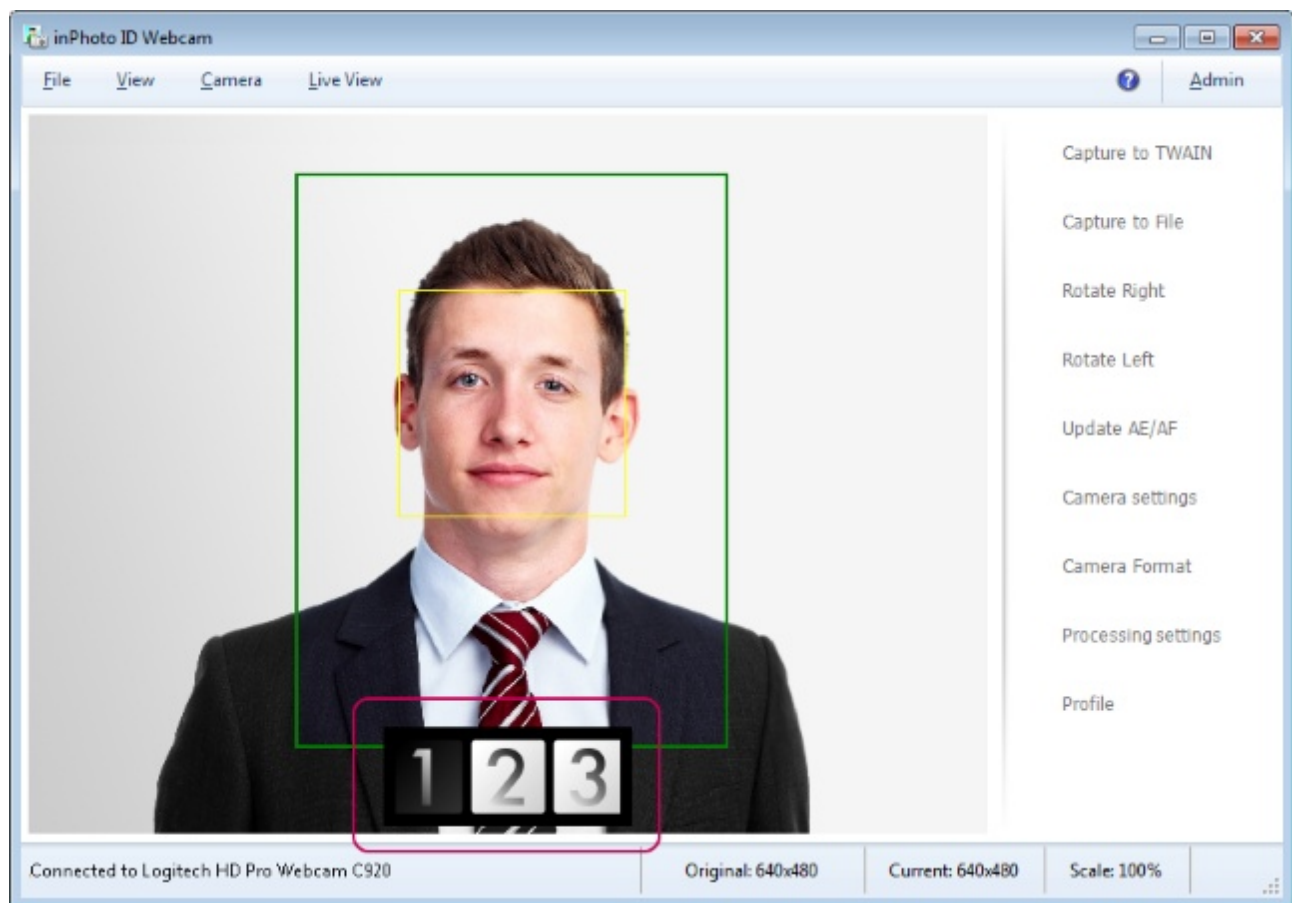 inPhoto ID Webcam
File View Camera Live View Admin
Capture to TWAIN
Capture to File
Rotate Right
Rotate Left
Update AE/AF
Camera settings
Camera Format
Processing settings
Profile
1 2 3
Connected to Logitech HD Pro Webcam C920 Original: 640x480 Current: 640x480 Scale: 100%